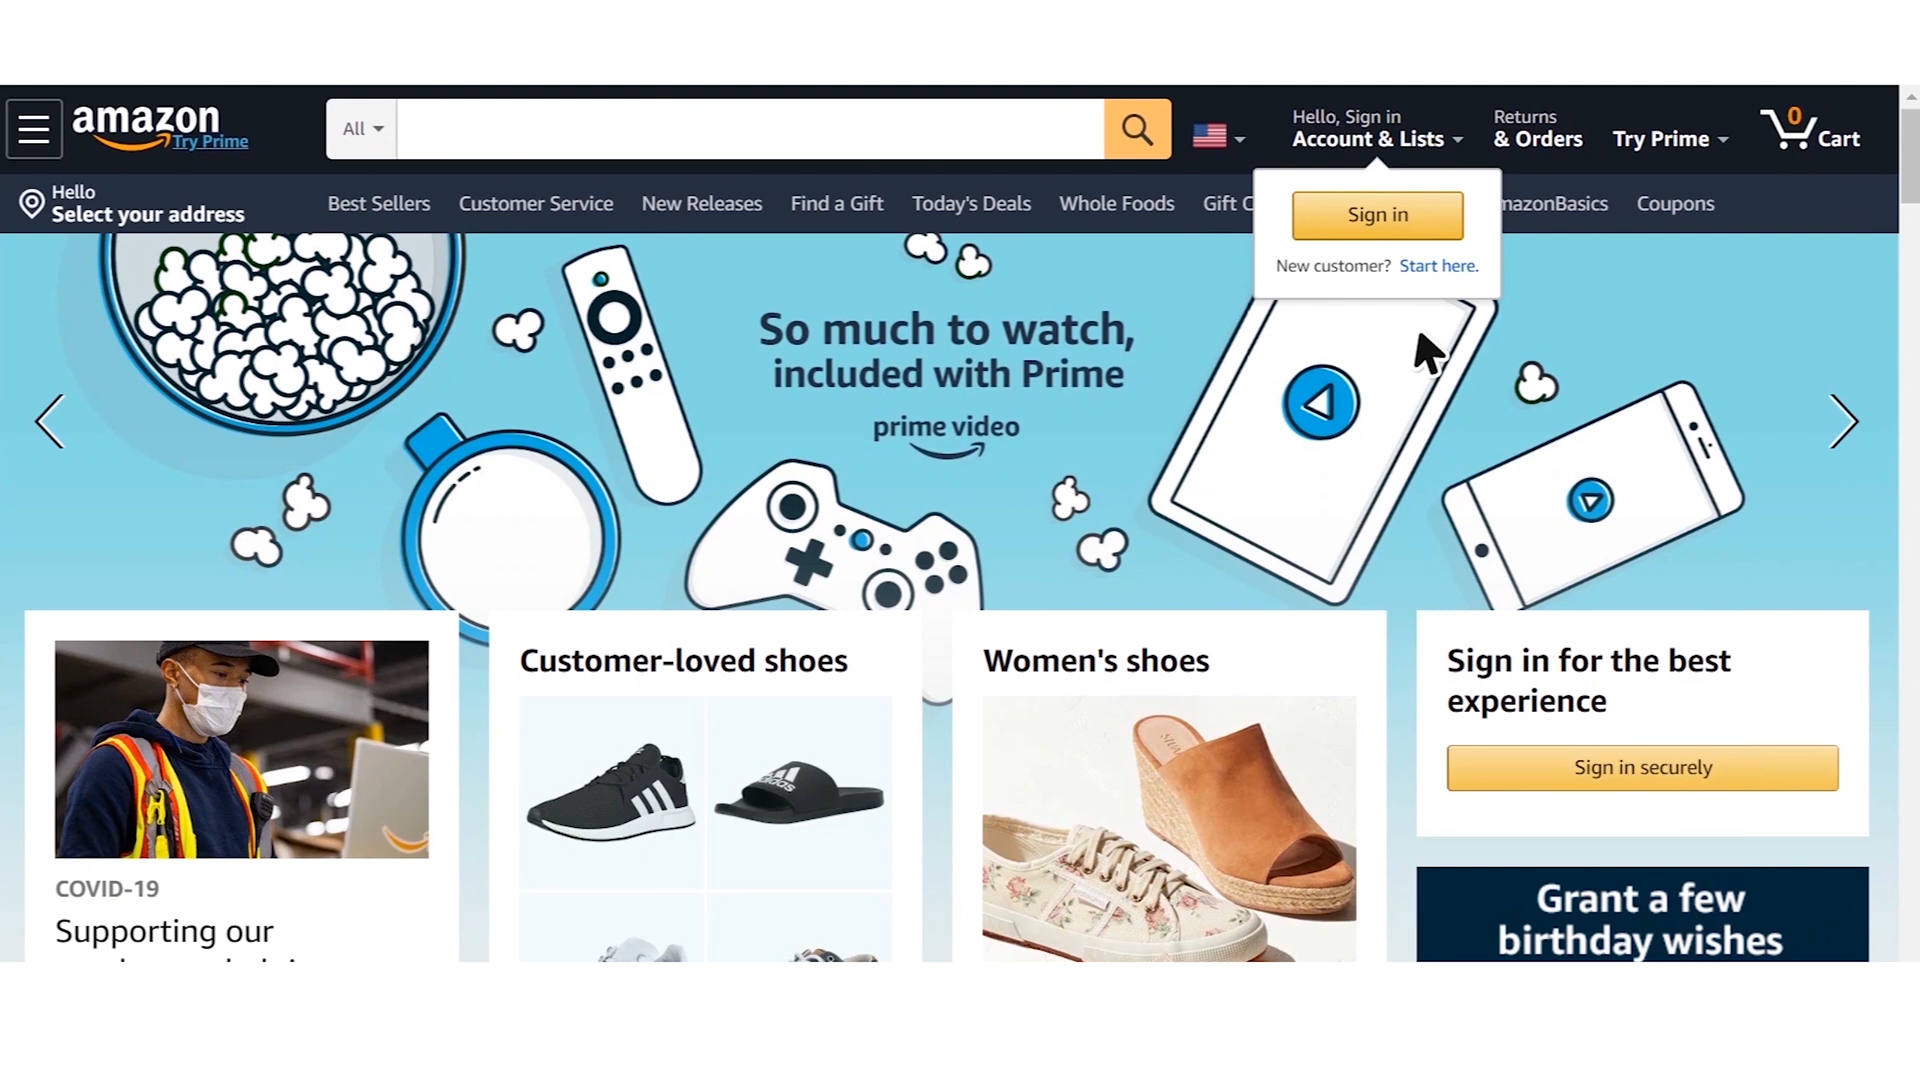 amazon
Try Prime
All
Hello, Sign in
Account & Lists
Returns
& Orders
Try Prime
0
Cart
Hello
Select your address
Best Sellers
Customer Service
New Releases
Find a Gift
Today's Deals
Whole Foods
Gift C
mazonBasics
Coupons
Sign in
New customer? Start here.
So much to watch,
included with Prime
prime video
COVID-19
Supporting our
Customer-loved shoes
adidas
Women's shoes
Sign in for the best
experience
Sign in securely
Grant a few
birthday wishes